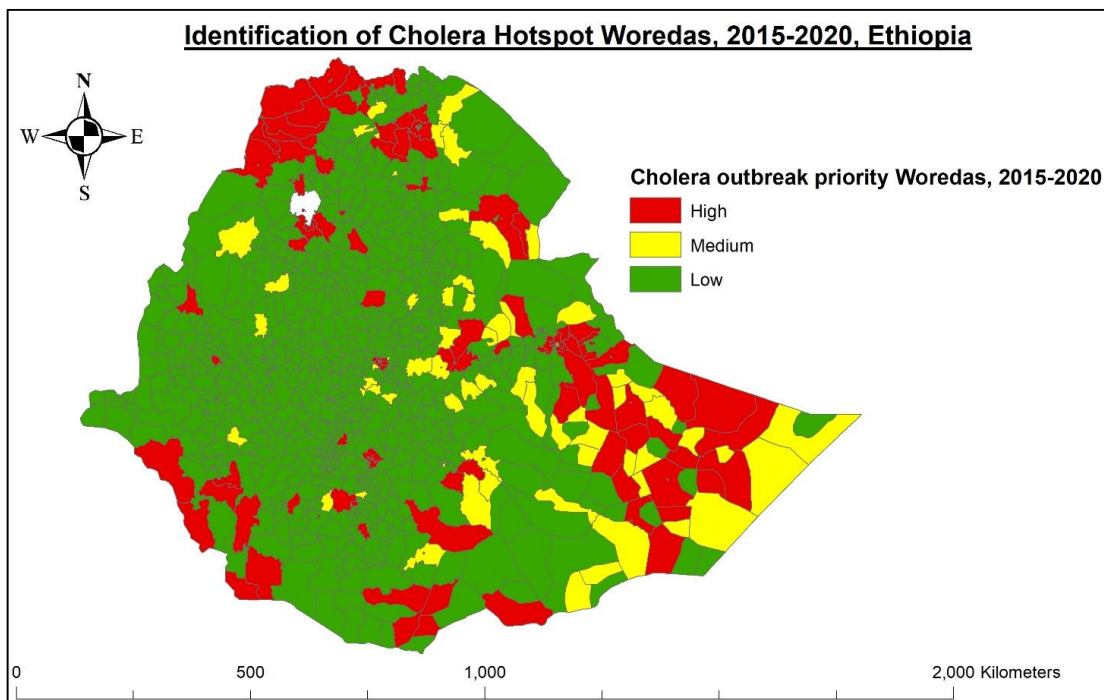 Identification of Cholera Hotspot Woredas, 2015-2020, Ethiopia
N
W E
S
Cholera outbreak priority Woredas, 2015-2020
High
Medium
Low
0 500 1,000 2,000 Kilometers